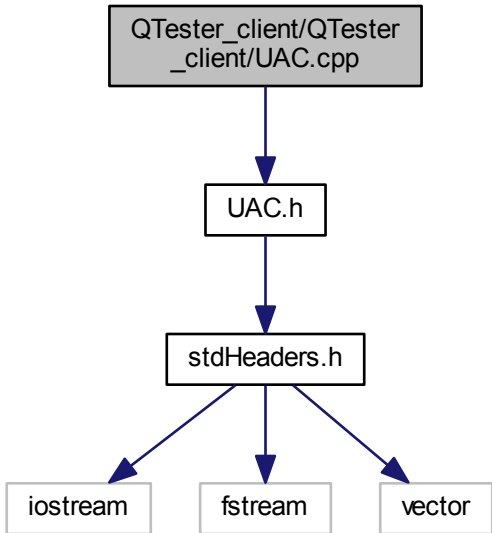 QTester_client/QTester
_client/UAC.cpp
UAC.h
stdHeaders.h
iostream
fstream
vector